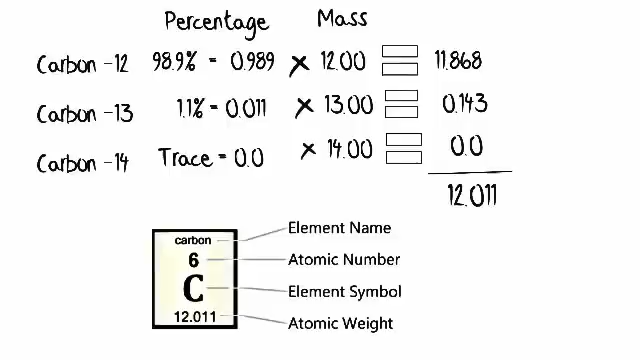 Percentage Mass
Carbon -12 98.9% = 0.989 × 12.00 = 11.868
Carbon -13 1.1% = 0.011 × 13.00 = 0.143
Carbon -14 Trace = 0.0 × 14.00 = 0.0
12.011
carbon Element Name
6 Atomic Number
C Element Symbol
12.011 Atomic Weight